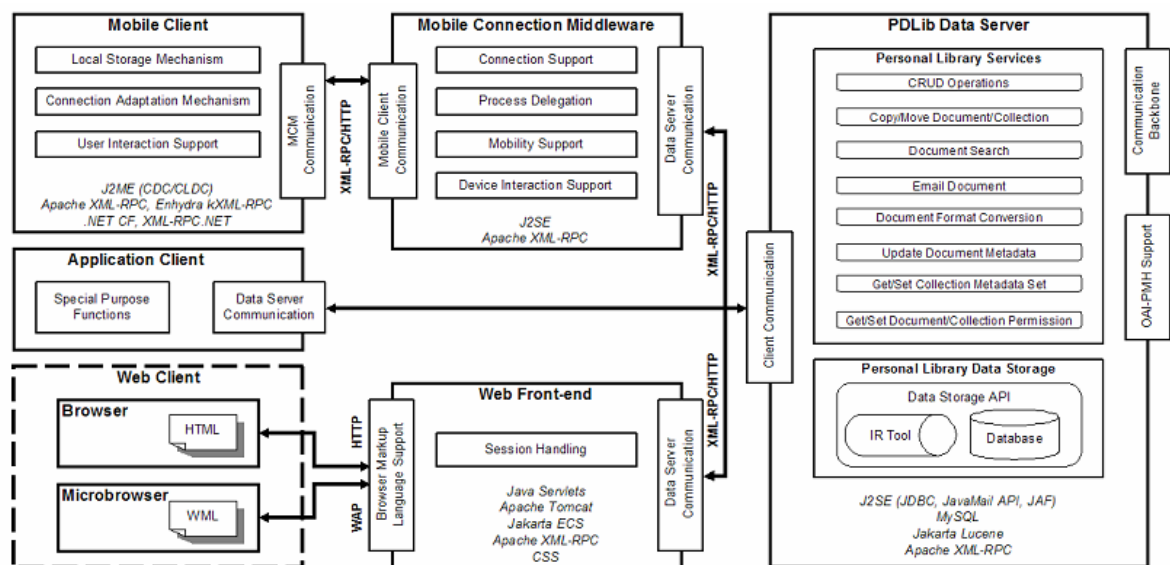 Mobile Client
Local Storage Mechanism
Connection Adaptation Mechanism
User Interaction Support
J2ME (CDC/CLDC)
Apache XML-RPC, Enhydra kXML-RPC
.NET CF, XML-RPC.NET
MCM
Communication
XML-RPC/HTTP
Mobile Connection Middleware
Mobile Client
Communication
Connection Support
Process Delegation
Mobility Support
Device Interaction Support
J2SE
Apache XML-RPC
Data Server
Communication
XML-RPC/HTTP
Application Client
Special Purpose
Functions
Data Server
Communication
Web Client
Browser
HTML
Microbrowser
WML
HTTP
WAP
Web Front-end
Browser Markup
Language Support
Session Handling
Java Servlets
Apache Tomcat
Jakarta ECS
Apache XML-RPC
CSS
Data Server
Communication
XML-RPC/HTTP
PDLib Data Server
Client Communication
Personal Library Services
CRUD Operations
Copy/Move Document/Collection
Document Search
Email Document
Document Format Conversion
Update Document Metadata
Get/Set Collection Metadata Set
Get/Set Document/Collection Permission
Personal Library Data Storage
Data Storage API
IR Tool
Database
J2SE (JDBC, JavaMail API, JAF)
MySQL
Jakarta Lucene
Apache XML-RPC
Communication
Backbone
OAI-PMH Support